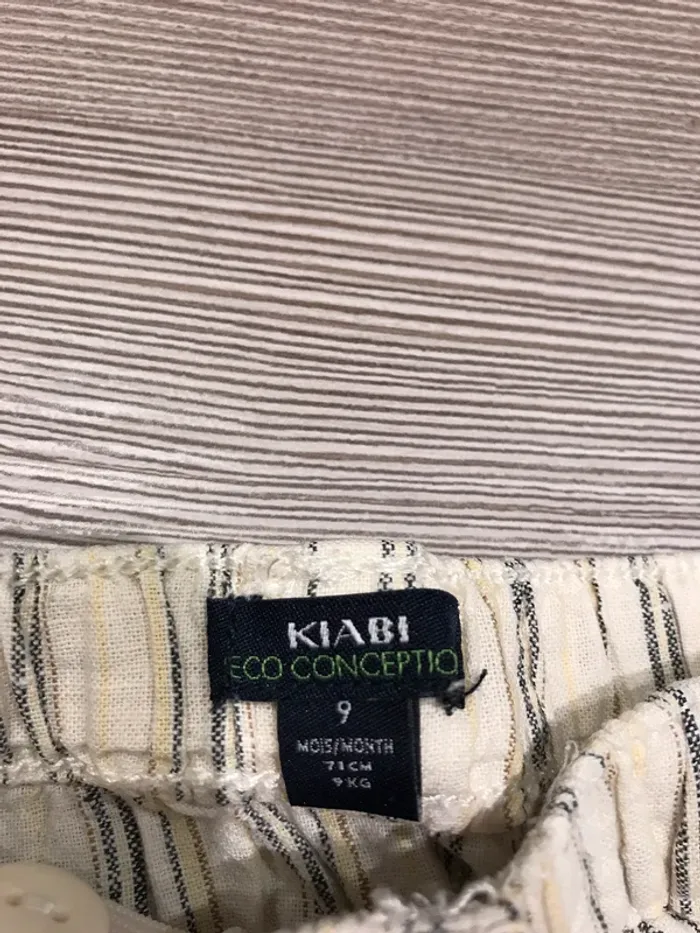 KIABI
ECO CONCEPTIO
9
MOIS/MONTH
71CM
9KG